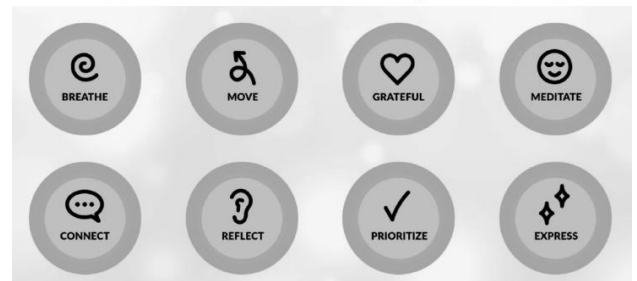 BREATHE
MOVE
GRATEFUL
MEDITATE
CONNECT
REFLECT
PRIORITIZE
EXPRESS